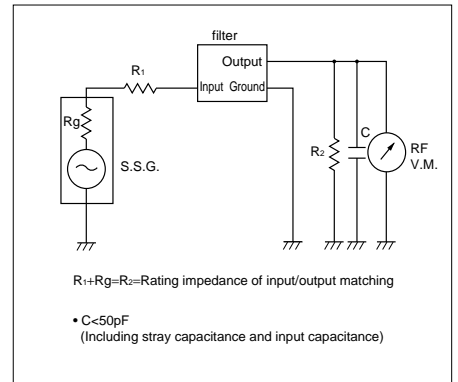 filter
Output
Input Ground
R1
Rg
S.S.G.
R2
C
RF
V.M.
R1+Rg=R2=Rating impedance of input/output matching
• C<50pF
(Including stray capacitance and input capacitance)